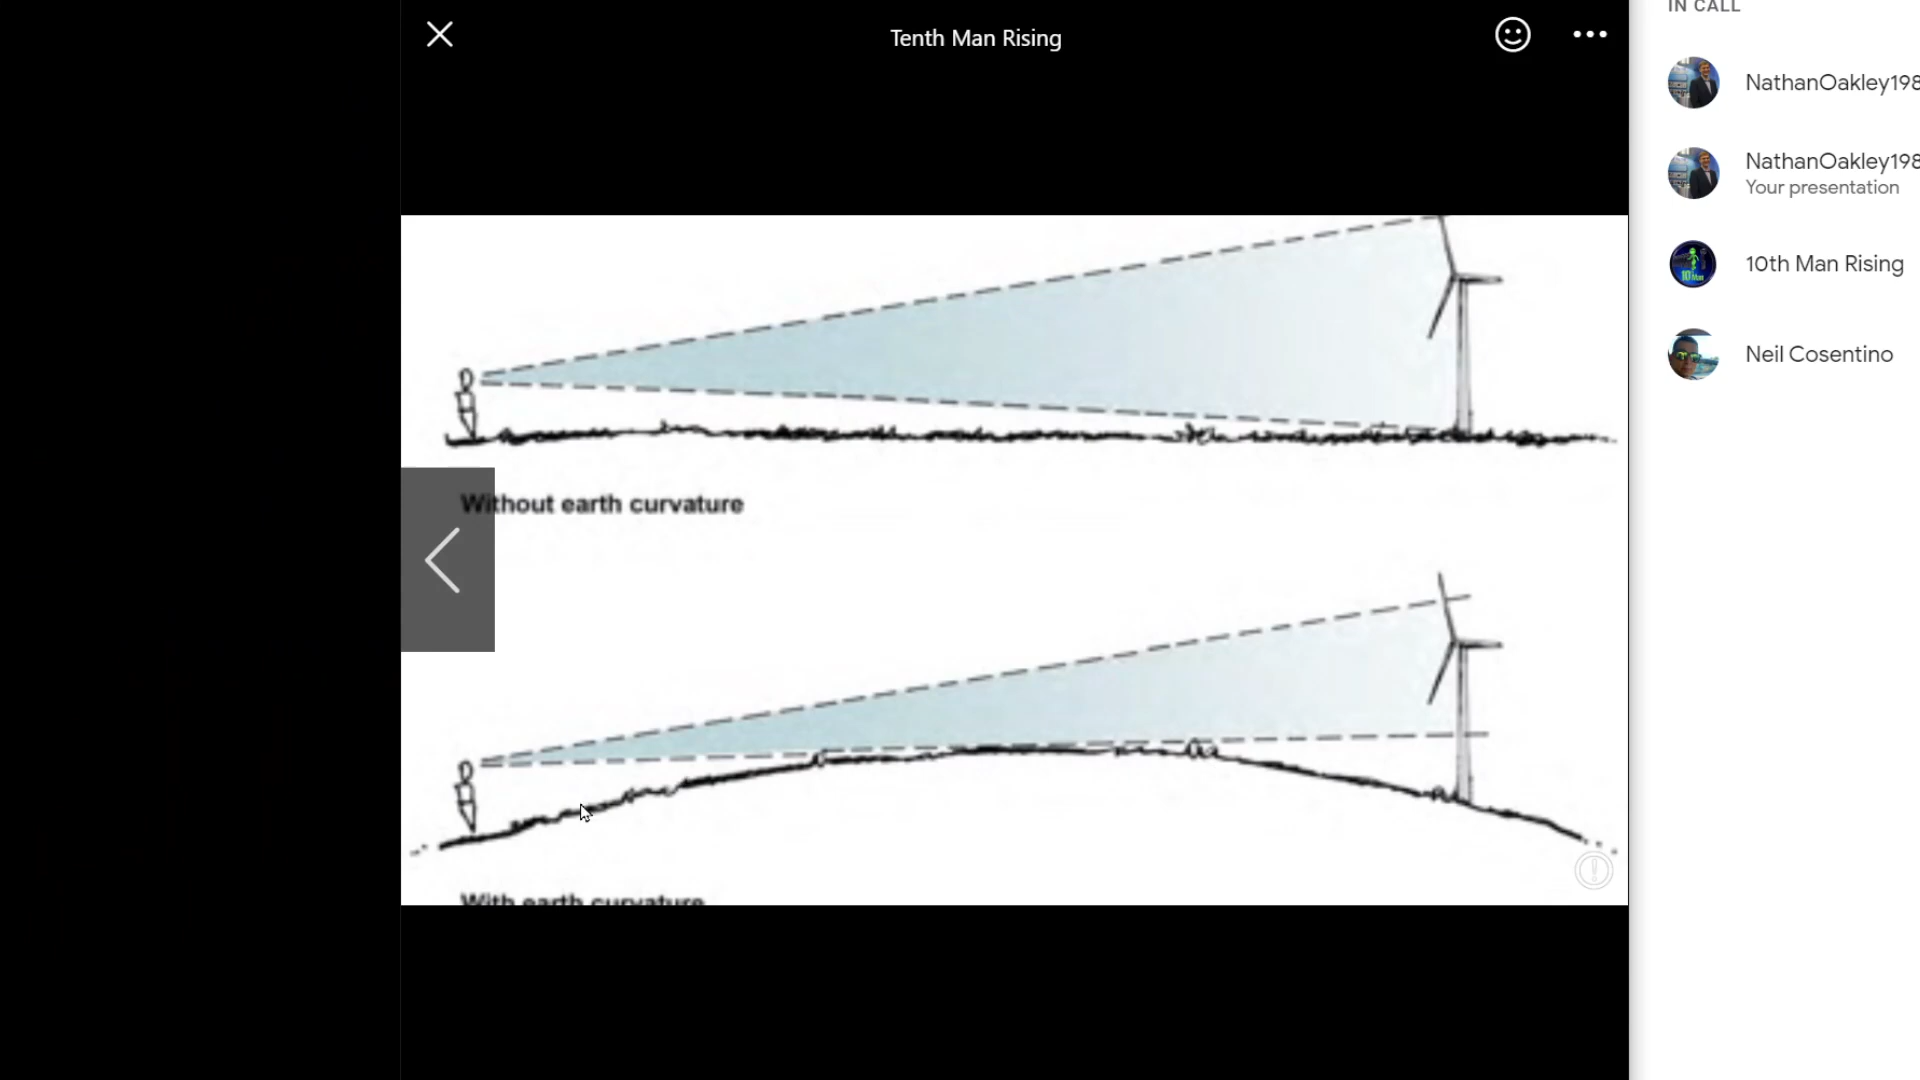 IN CALL
Tenth Man Rising
NathanOakley198
NathanOakley198
Your presentation
10th Man Rising
Neil Cosentino
Without earth curvature
With earth curvature